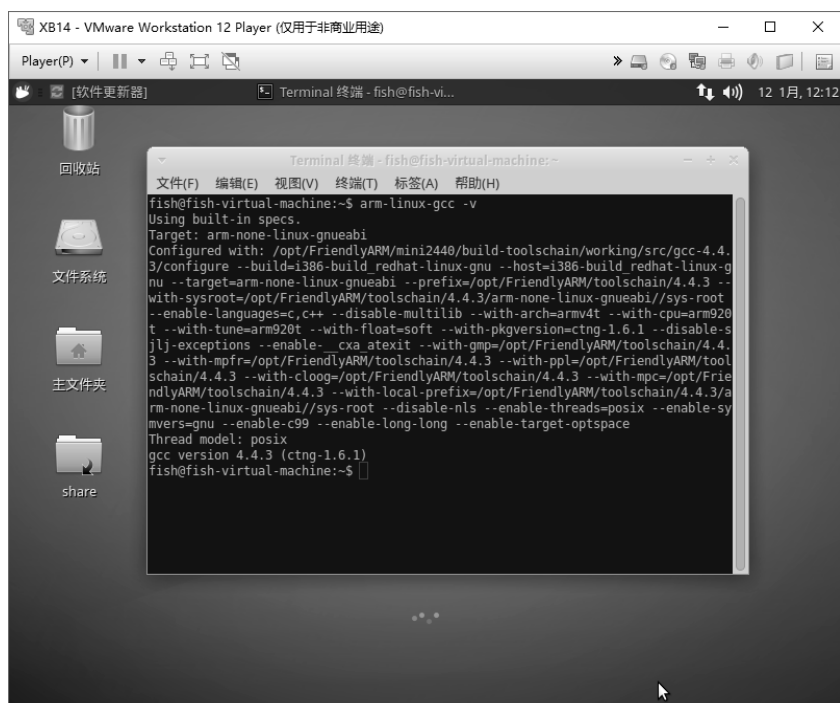 XB14 - VMware Workstation 12 Player (仅用于非商业用途)
Player(P)
[软件更新器]
Terminal 终端 - fish@fish-vi...
12 1月, 12:12
回收站
文件系统
主文件夹
share
Terminal 终端 - fish@fish-virtual-machine:~
文件(F) 编辑(E) 视图(V) 终端(T) 标签(A) 帮助(H)
fish@fish-virtual-machine:~$ arm-linux-gcc -v
Using built-in specs.
Target: arm-none-linux-gnueabi
Configured with: /opt/FriendlyARM/mini2440/build-toolschain/working/src/gcc-4.4.
3/configure --build=i386-build_redhat-linux-gnu --host=i386-build_redhat-linux-g
nu --target=arm-none-linux-gnueabi --prefix=/opt/FriendlyARM/toolschain/4.4.3 --
with-sysroot=/opt/FriendlyARM/toolschain/4.4.3/arm-none-linux-gnueabi//sys-root
--enable-languages=c,c++ --disable-multilib --with-arch=armv4t --with-cpu=arm920
t --with-tune=arm920t --with-float=soft --with-pkgversion=ctng-1.6.1 --disable-s
jlj-exceptions --enable-__cxa_atexit --with-gmp=/opt/FriendlyARM/toolschain/4.4.
3 --with-mpfr=/opt/FriendlyARM/toolschain/4.4.3 --with-ppl=/opt/FriendlyARM/tool
schain/4.4.3 --with-cloog=/opt/FriendlyARM/toolschain/4.4.3 --with-mpc=/opt/Frie
ndlyARM/toolschain/4.4.3 --with-local-prefix=/opt/FriendlyARM/toolschain/4.4.3/a
rm-none-linux-gnueabi//sys-root --disable-nls --enable-threads=posix --enable-sy
mvers=gnu --enable-c99 --enable-long-long --enable-target-optspace
Thread model: posix
gcc version 4.4.3 (ctng-1.6.1)
fish@fish-virtual-machine:~$